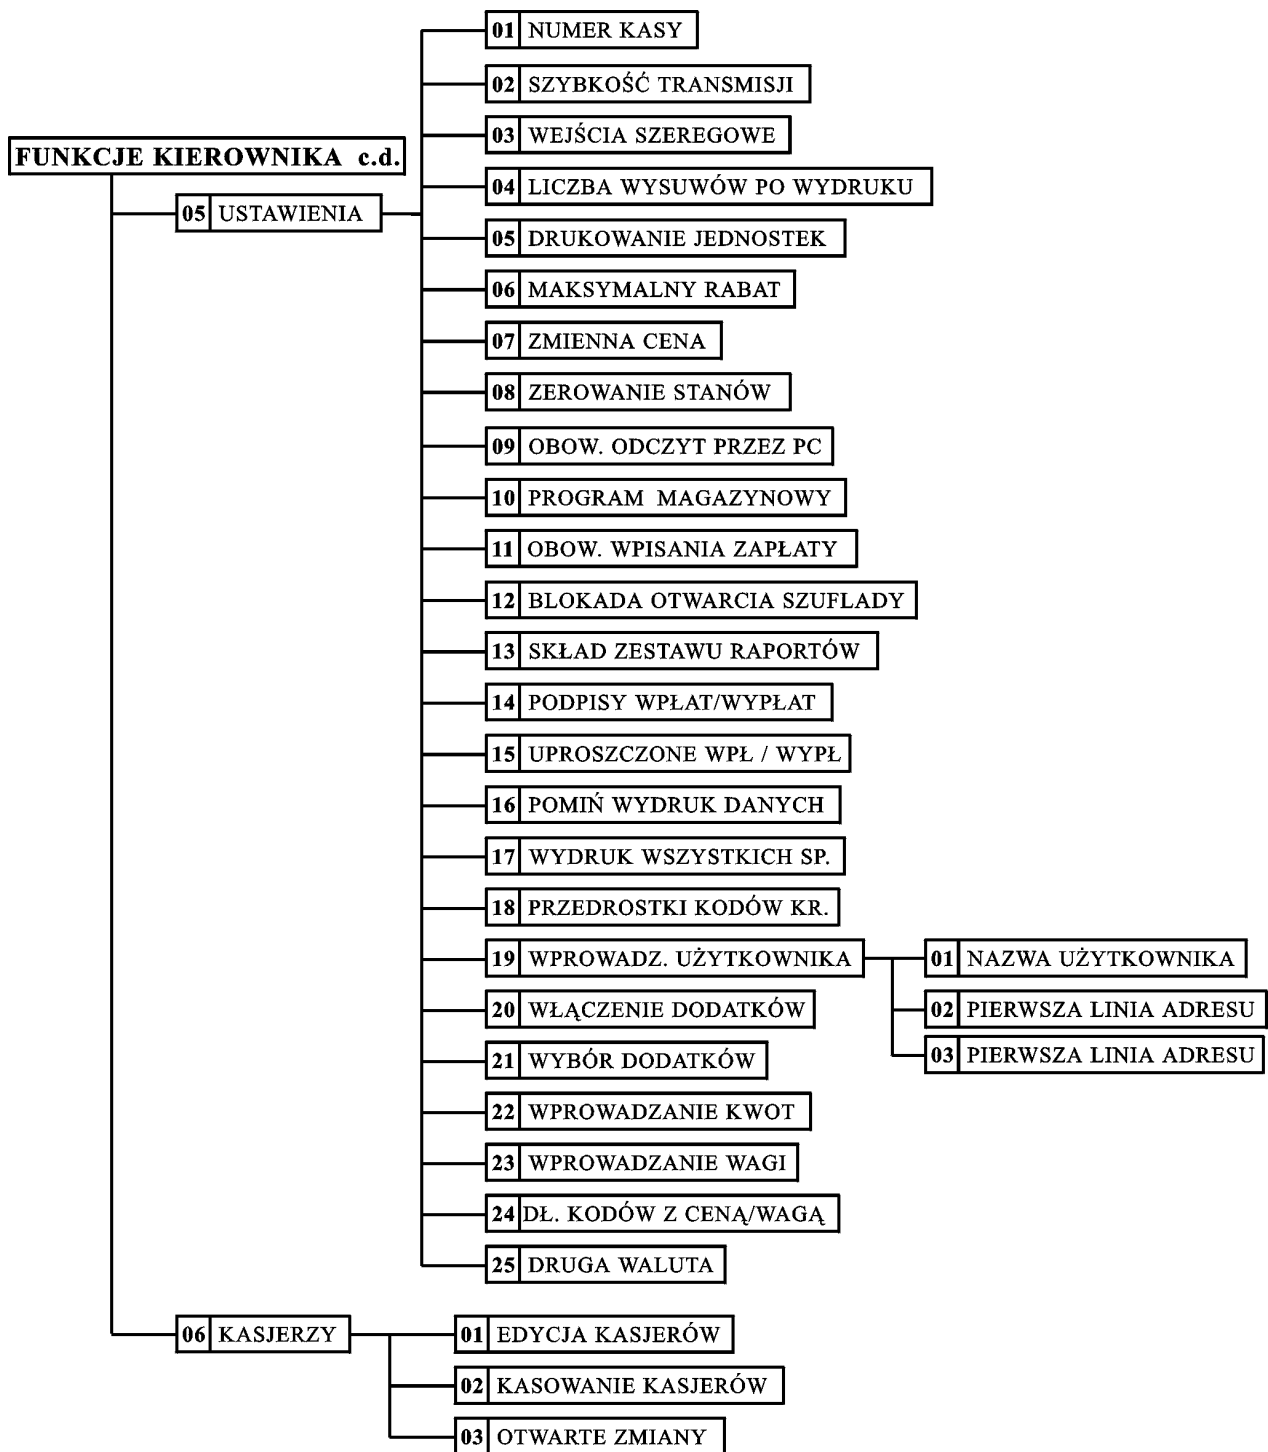 FUNKCJE KIEROWNIKA c.d.
05 USTAWIENIA
01 NUMER KASY
02 SZYBKOŚĆ TRANSMISJI
03 WEJŚCIA SZEREGOWE
04 LICZBA WYSUWÓW PO WYDRUKU
05 DRUKOWANIE JEDNOSTEK
06 MAKSYMALNY RABAT
07 ZMIENNA CENA
08 ZEROWANIE STANÓW
09 OBOW. ODCZYT PRZEZ PC
10 PROGRAM MAGAZYNOWY
11 OBOW. WPISANIA ZAPŁATY
12 BLOKADA OTWARCIA SZUFLADY
13 SKŁAD ZESTAWU RAPORTÓW
14 PODPISY WPŁAT/WYPŁAT
15 UPROSZCZONE WPŁ / WYPŁ
16 POMIŃ WYDRUK DANYCH
17 WYDRUK WSZYSTKICH SP.
18 PRZEDROSTKI KODÓW KR.
19 WPROWADZ. UŻYTKOWNIKA
01 NAZWA UŻYTKOWNIKA
02 PIERWSZA LINIA ADRESU
03 PIERWSZA LINIA ADRESU
20 WŁĄCZENIE DODATKÓW
21 WYBÓR DODATKÓW
22 WPROWADZANIE KWOT
23 WPROWADZANIE WAGI
24 DŁ. KODÓW Z CENĄ/WAGĄ
25 DRUGA WALUTA
06 KASJERZY
01 EDYCJA KASJERÓW
02 KASOWANIE KASJERÓW
03 OTWARTE ZMIANY